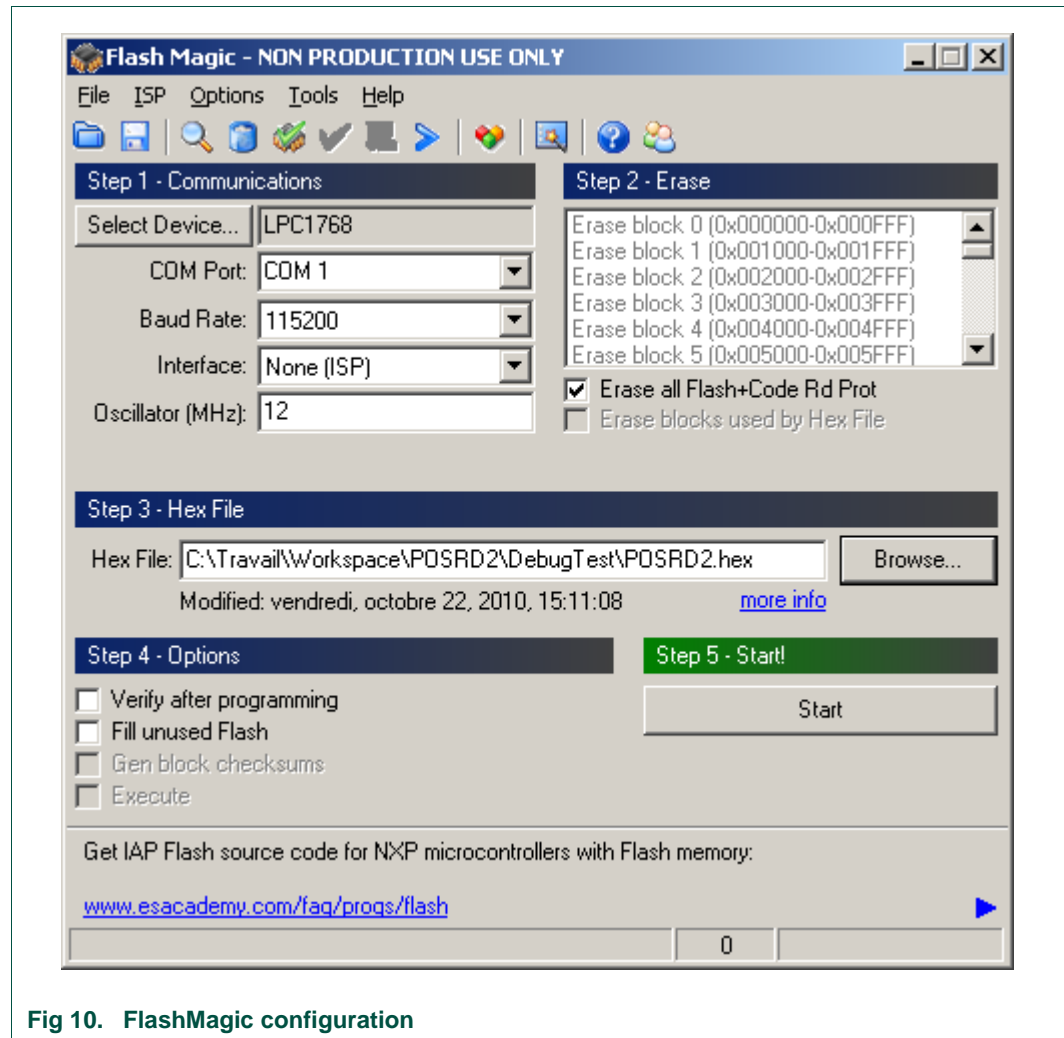 Flash Magic - NON PRODUCTION USE ONLY
File ISP Options Tools Help
Step 1 - Communications
Select Device... LPC1768
COM Port: COM 1
Baud Rate: 115200
Interface: None (ISP)
Oscillator (MHz): 12
Step 2 - Erase
Erase block 0 (0x000000-0x000FFF)
Erase block 1 (0x001000-0x001FFF)
Erase block 2 (0x002000-0x002FFF)
Erase block 3 (0x003000-0x003FFF)
Erase block 4 (0x004000-0x004FFF)
Erase block 5 (0x005000-0x005FFF)
Erase all Flash+Code Rd Prot
Erase blocks used by Hex File
Step 3 - Hex File
Hex File: C:\Travail\Workspace\POSRD2\DebugTest\POSRD2.hex Browse...
Modified: vendredi, octobre 22, 2010, 15:11:08 more info
Step 4 - Options
Verify after programming
Fill unused Flash
Gen block checksums
Execute
Step 5 - Start!
Start
Get IAP Flash source code for NXP microcontrollers with Flash memory:
www.esacademy.com/faq/progs/flash
0
Fig 10. FlashMagic configuration